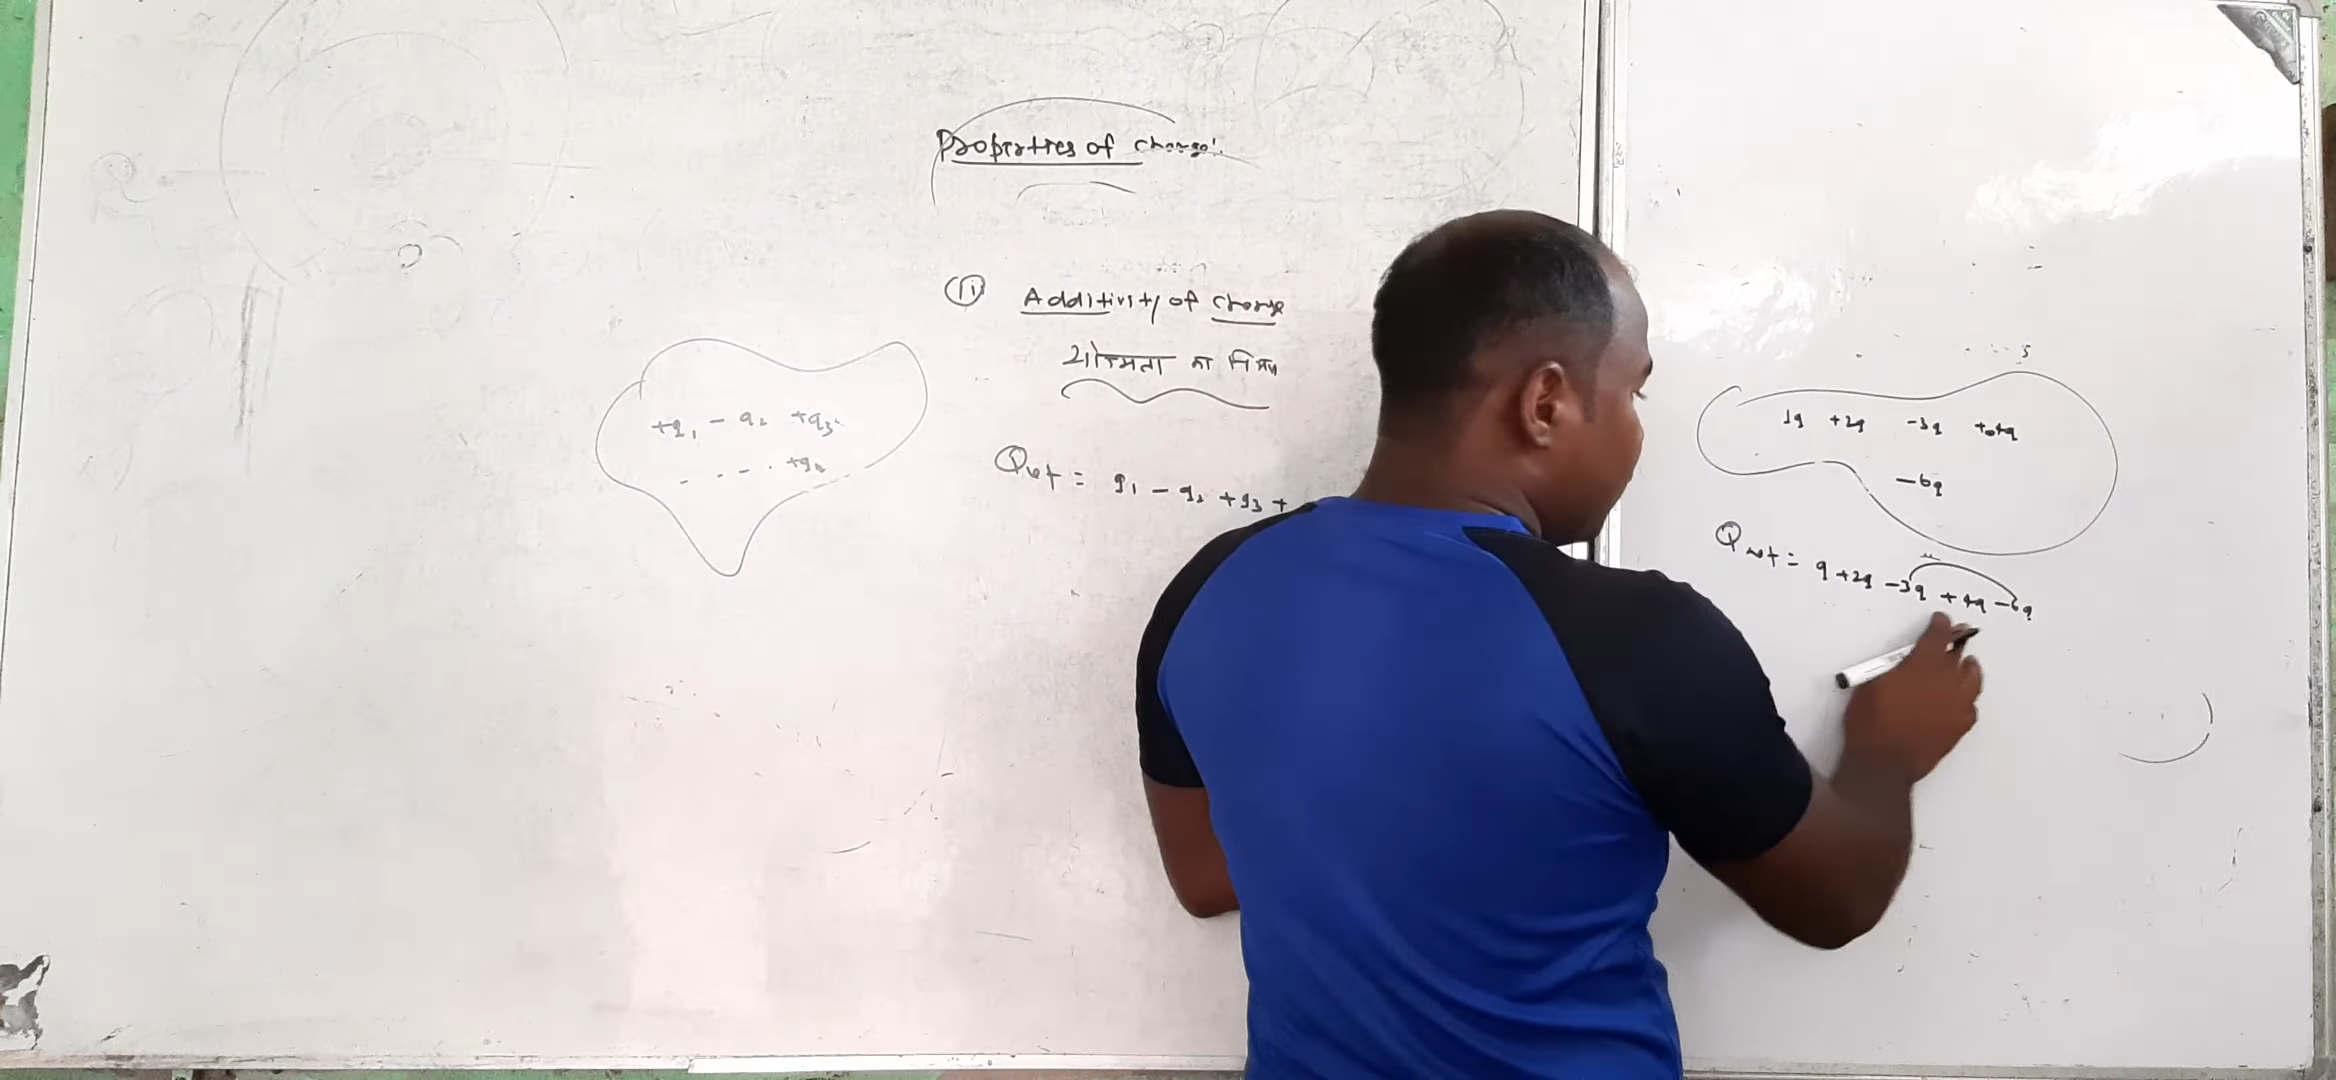 Properties of charge:
(ii) Additivity of charge
योज्यता का नियम
+q₁ - q₂ +q₃
- - - · +qₙ
Qnet = q₁ - q₂ + q₃ +
1q +2q -3q +4q
-6q
Qnet = q +2q -3q +4q -6q